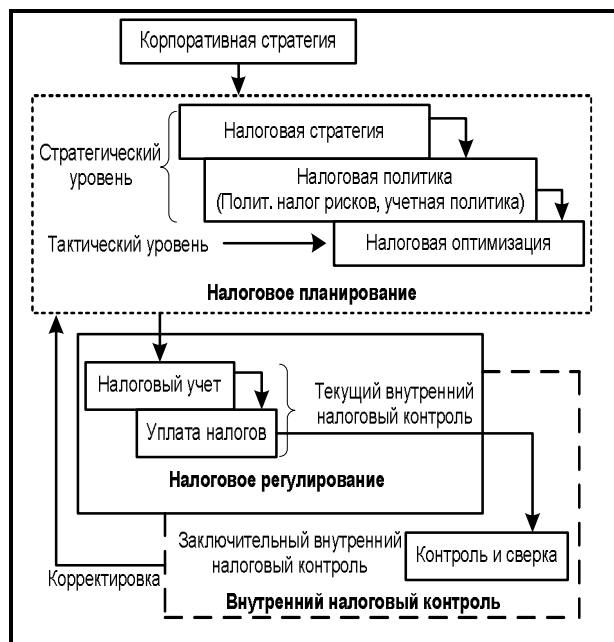 Корпоративная стратегия
Стратегический
уровень
Налоговая стратегия
Налоговая политика
(Полит. налог рисков, учетная политика)
Тактический уровень
Налоговая оптимизация
Налоговое планирование
Налоговый учет
Уплата налогов
Текущий внутренний
налоговый контроль
Налоговое регулирование
Заключительный внутренний
налоговый контроль
Контроль и сверка
Корректировка
Внутренний налоговый контроль